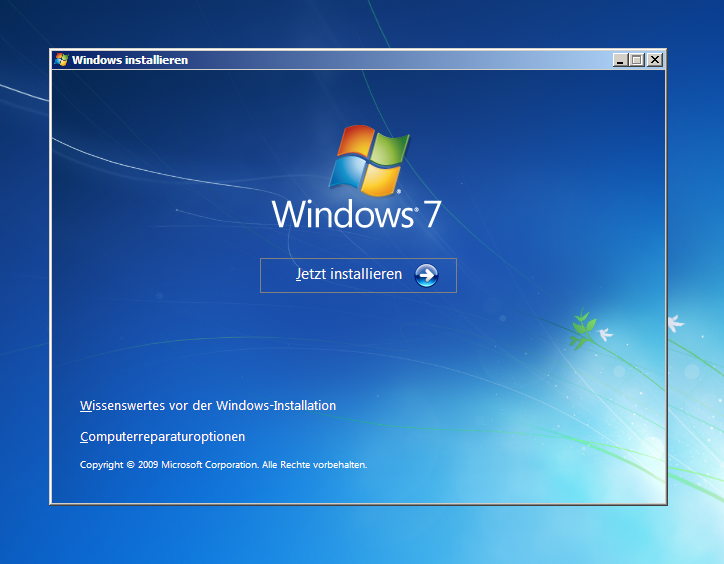 Windows installieren
Windows® 7
Jetzt installieren
Wissenswertes vor der Windows-Installation
Computerreparaturoptionen
Copyright © 2009 Microsoft Corporation. Alle Rechte vorbehalten.